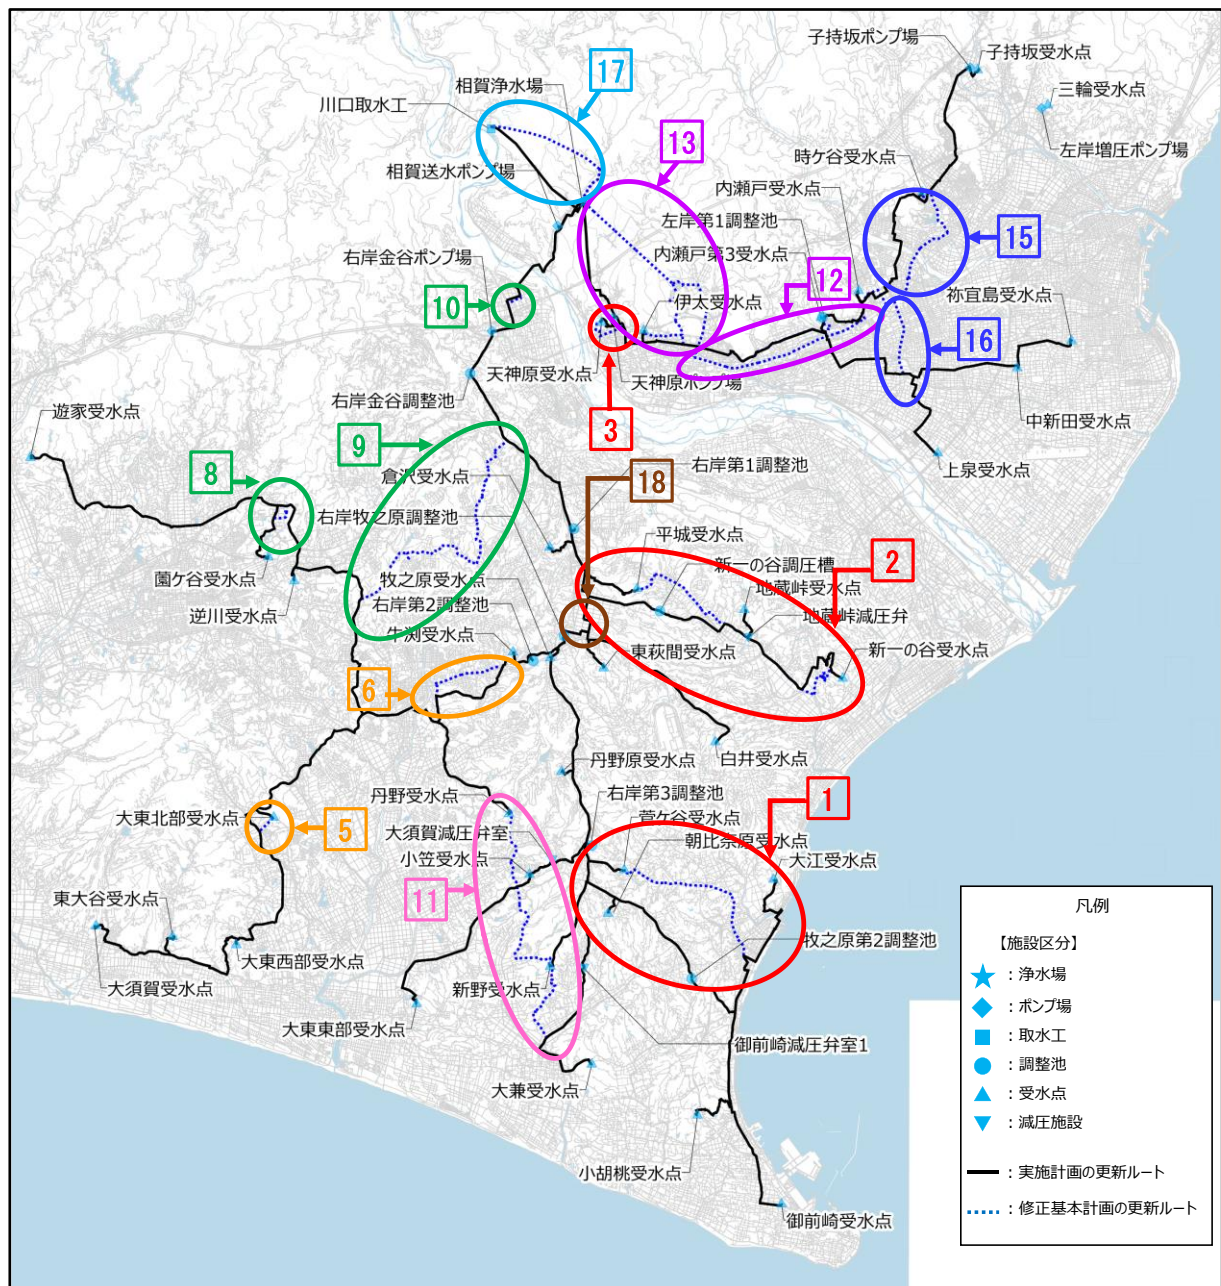 子持坂ポンプ場
子持坂受水点
17
相賀浄水場
川口取水工
三輪受水点
13
左岸増圧ポンプ場
時ケ谷受水点
相賀送水ポンプ場
内瀬戸受水点
左岸第1調整池
15
右岸金谷ポンプ場
内瀬戸第3受水点
12
10
伊太受水点
祢宜島受水点
16
天神原受水点
天神原ポンプ場
右岸金谷調整池
遊家受水点
3
中新田受水点
9
8
倉沢受水点
右岸第1調整池
18
上泉受水点
右岸牧之原調整池
平城受水点
2
新一の谷調圧槽
園ケ谷受水点
牧之原受水点
地蔵峠受水点
逆川受水点
右岸第2調整池
地蔵峠減圧弁
牛渕受水点
東萩間受水点
新一の谷受水点
6
白井受水点
丹野原受水点
丹野受水点
右岸第3調整池
1
大東北部受水点
5
大須賀減圧弁室
菅ケ谷受水点
朝比奈原受水点
小笠受水点
大江受水点
11
東大谷受水点
牧之原第2調整池
大東西部受水点
大須賀受水点
新野受水点
大東東部受水点
御前崎減圧弁室1
大兼受水点
小胡桃受水点
御前崎受水点
凡例
【施設区分】
：浄水場
：ポンプ場
：取水工
：調整池
：受水点
：減圧施設
：実施計画の更新ルート
：修正基本計画の更新ルート